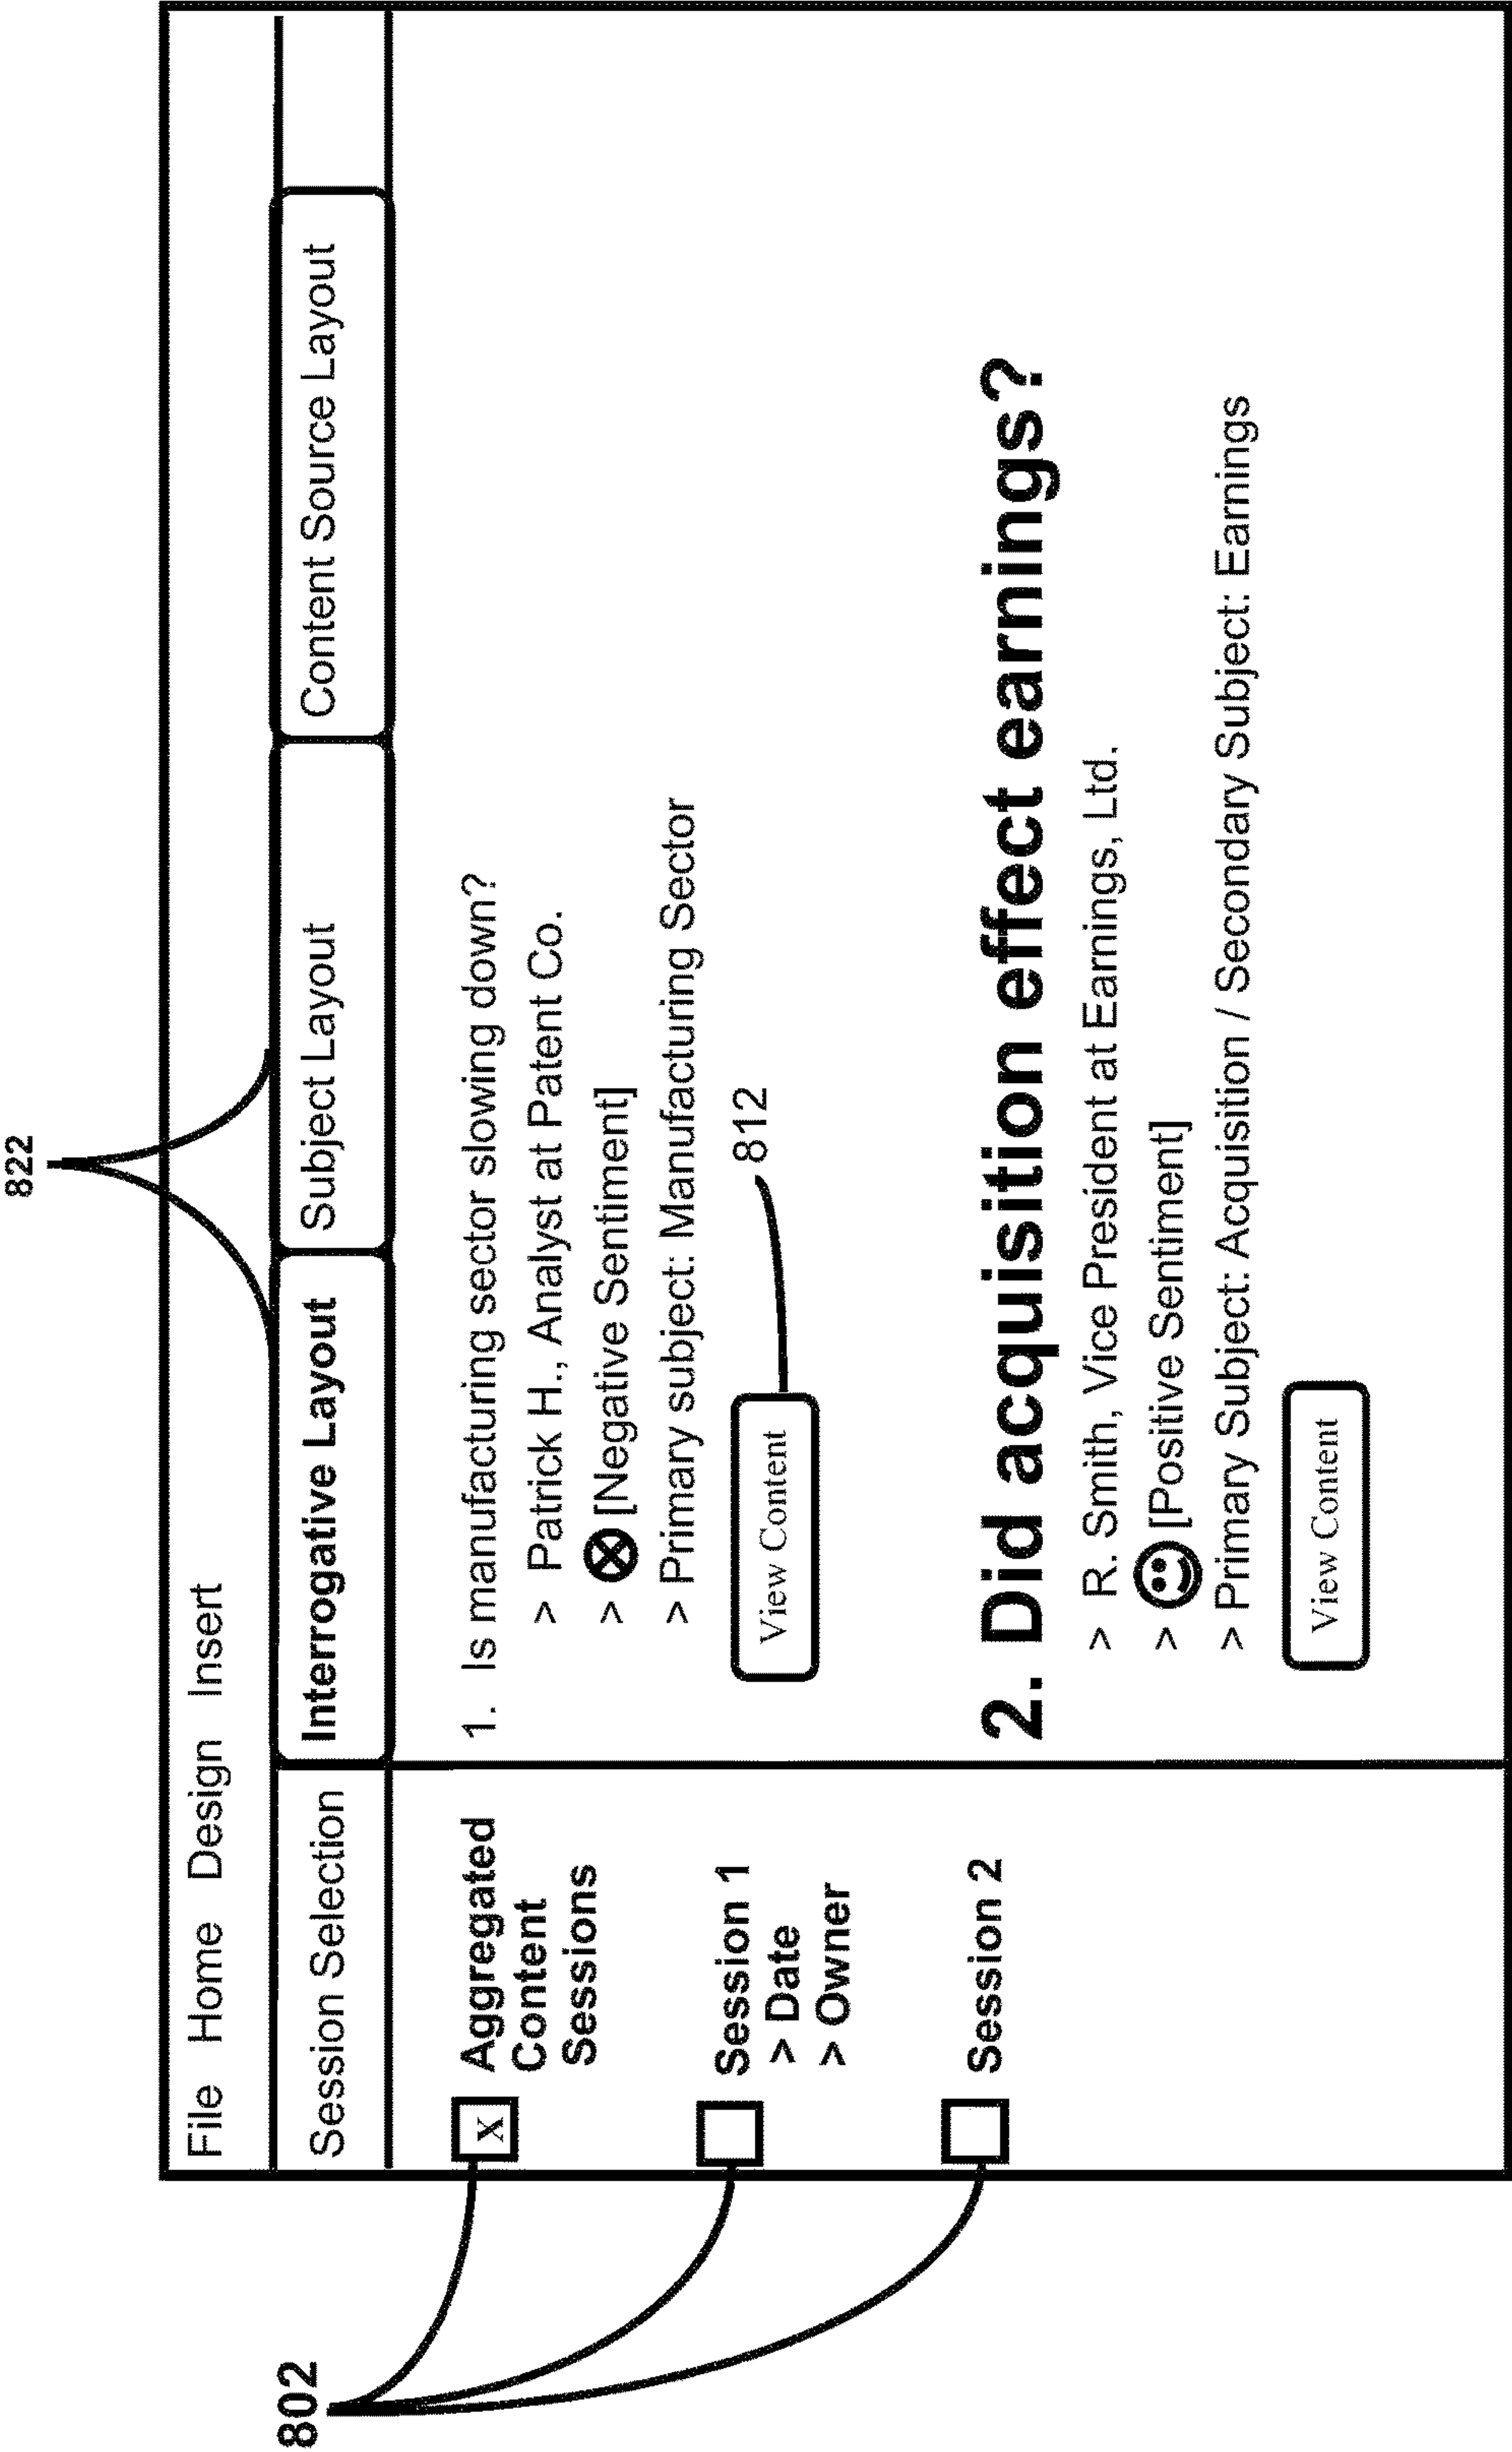 822
File Home Design Insert
Session Selection
Interrogative Layout
Subject Layout
Content Source Layout
802
X
Aggregated
Content
Sessions
Session 1
> Date
> Owner
Session 2
1. Is manufacturing sector slowing down?
> Patrick H., Analyst at Patent Co.
> [Negative Sentiment]
> Primary subject: Manufacturing Sector
View Content
812
2. Did acquisition effect earnings?
> R. Smith, Vice President at Earnings, Ltd.
> [Positive Sentiment]
> Primary Subject: Acquisition / Secondary Subject: Earnings
View Content